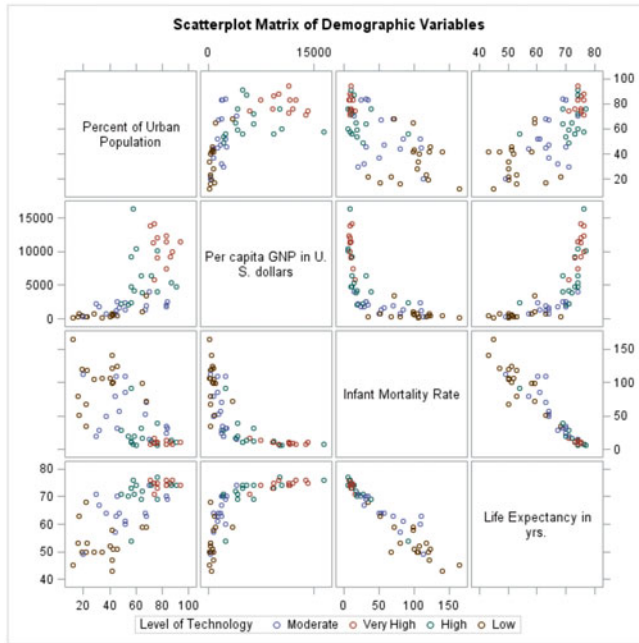 Scatterplot Matrix of Demographic Variables
0 15000
40 50 60 70 80
Percent of Urban
Population
100
80
60
40
20
15000
10000
5000
0
Per capita GNP in U.
S. dollars
Infant Mortality Rate
150
100
50
0
80
70
60
50
40
Life Expectancy in
yrs.
20 40 60 80 100
0 50 100 150
Level of Technology Moderate Very High High Low